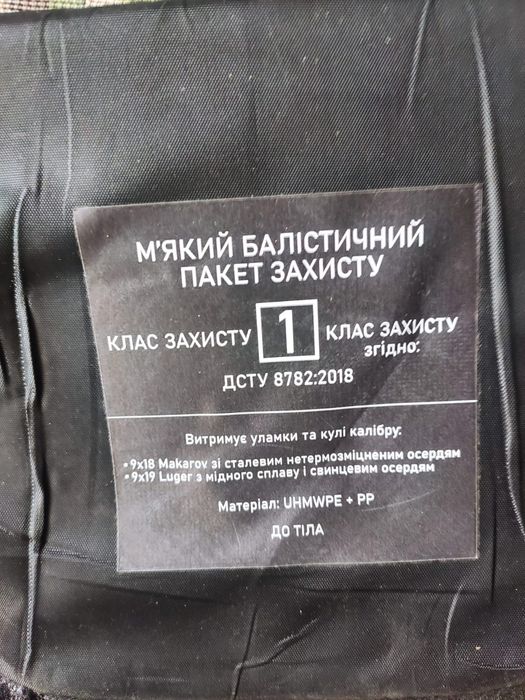 М'ЯКИЙ БАЛІСТИЧНИЙ
ПАКЕТ ЗАХИСТУ
КЛАС ЗАХИСТУ 1 КЛАС ЗАХИСТУ
згідно:
ДСТУ 8782:2018
Витримує уламки та кулі калібру:
•9x18 Makarov зі сталевим нетермозміцненим осердям
•9x19 Luger з мідного сплаву і свинцевим осердям
Матеріал: UHMWPE + PP
ДО ТІЛА